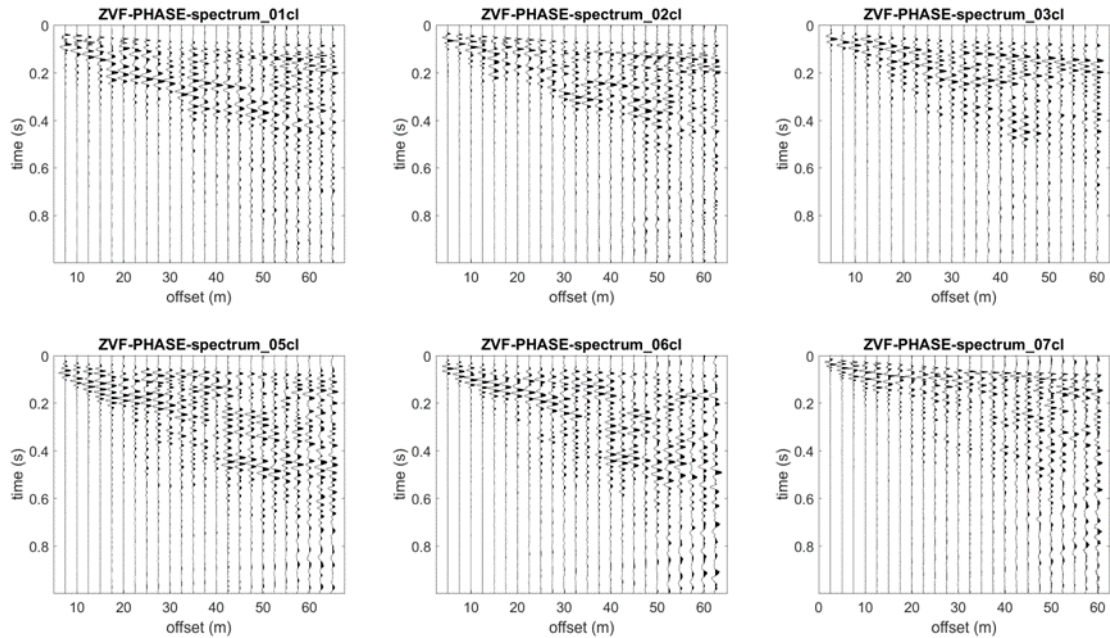 ZVF-PHASE-spectrum_01cl
0
0.2
0.4
0.6
0.8
time (s)
10 20 30 40 50 60
offset (m)
ZVF-PHASE-spectrum_02cl
0
0.2
0.4
0.6
0.8
time (s)
10 20 30 40 50 60
offset (m)
ZVF-PHASE-spectrum_03cl
0
0.2
0.4
0.6
0.8
time (s)
10 20 30 40 50 60
offset (m)
ZVF-PHASE-spectrum_05cl
0
0.2
0.4
0.6
0.8
time (s)
10 20 30 40 50 60
offset (m)
ZVF-PHASE-spectrum_06cl
0
0.2
0.4
0.6
0.8
time (s)
10 20 30 40 50 60
offset (m)
ZVF-PHASE-spectrum_07cl
0
0.2
0.4
0.6
0.8
time (s)
0 10 20 30 40 50 60
offset (m)